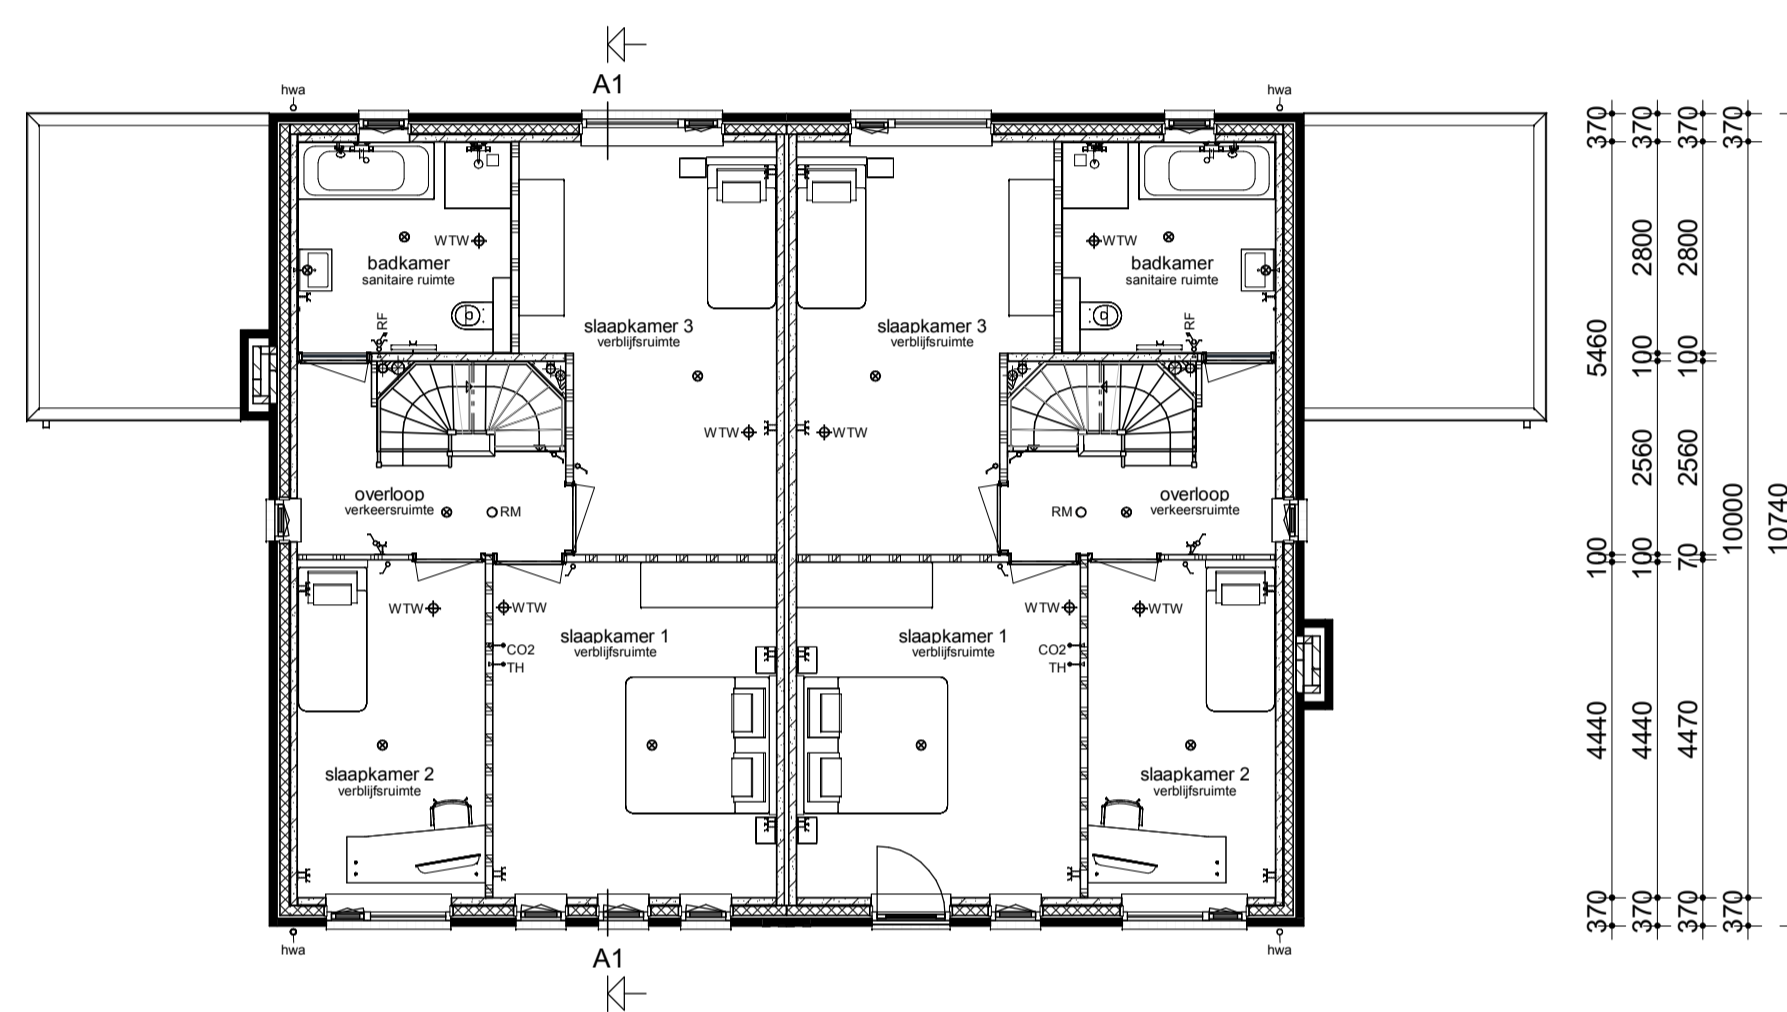 A1
hwa
hwa
WTW
WTW
badkamer
sanitaire ruimte
badkamer
sanitaire ruimte
RF
RF
slaapkamer 3
verblijfsruimte
slaapkamer 3
verblijfsruimte
WTW
WTW
overloop
verkeersruimte
RM
RM
overloop
verkeersruimte
WTW
WTW
WTW
WTW
slaapkamer 1
verblijfsruimte
slaapkamer 1
verblijfsruimte
CO2
TH
CO2
TH
slaapkamer 2
verblijfsruimte
slaapkamer 2
verblijfsruimte
hwa
hwa
A1
370
5460
100
4440
370
370
2800
100
2560
100
4440
370
370
2800
100
2560
70
4470
370
370
10000
370
10740